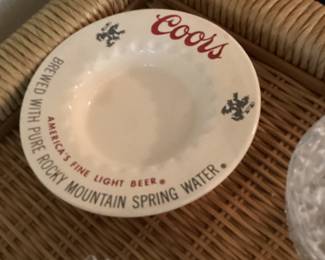 Coors
AMERICA'S FINE LIGHT BEER®
BREWED WITH PURE ROCKY MOUNTAIN SPRING WATER®